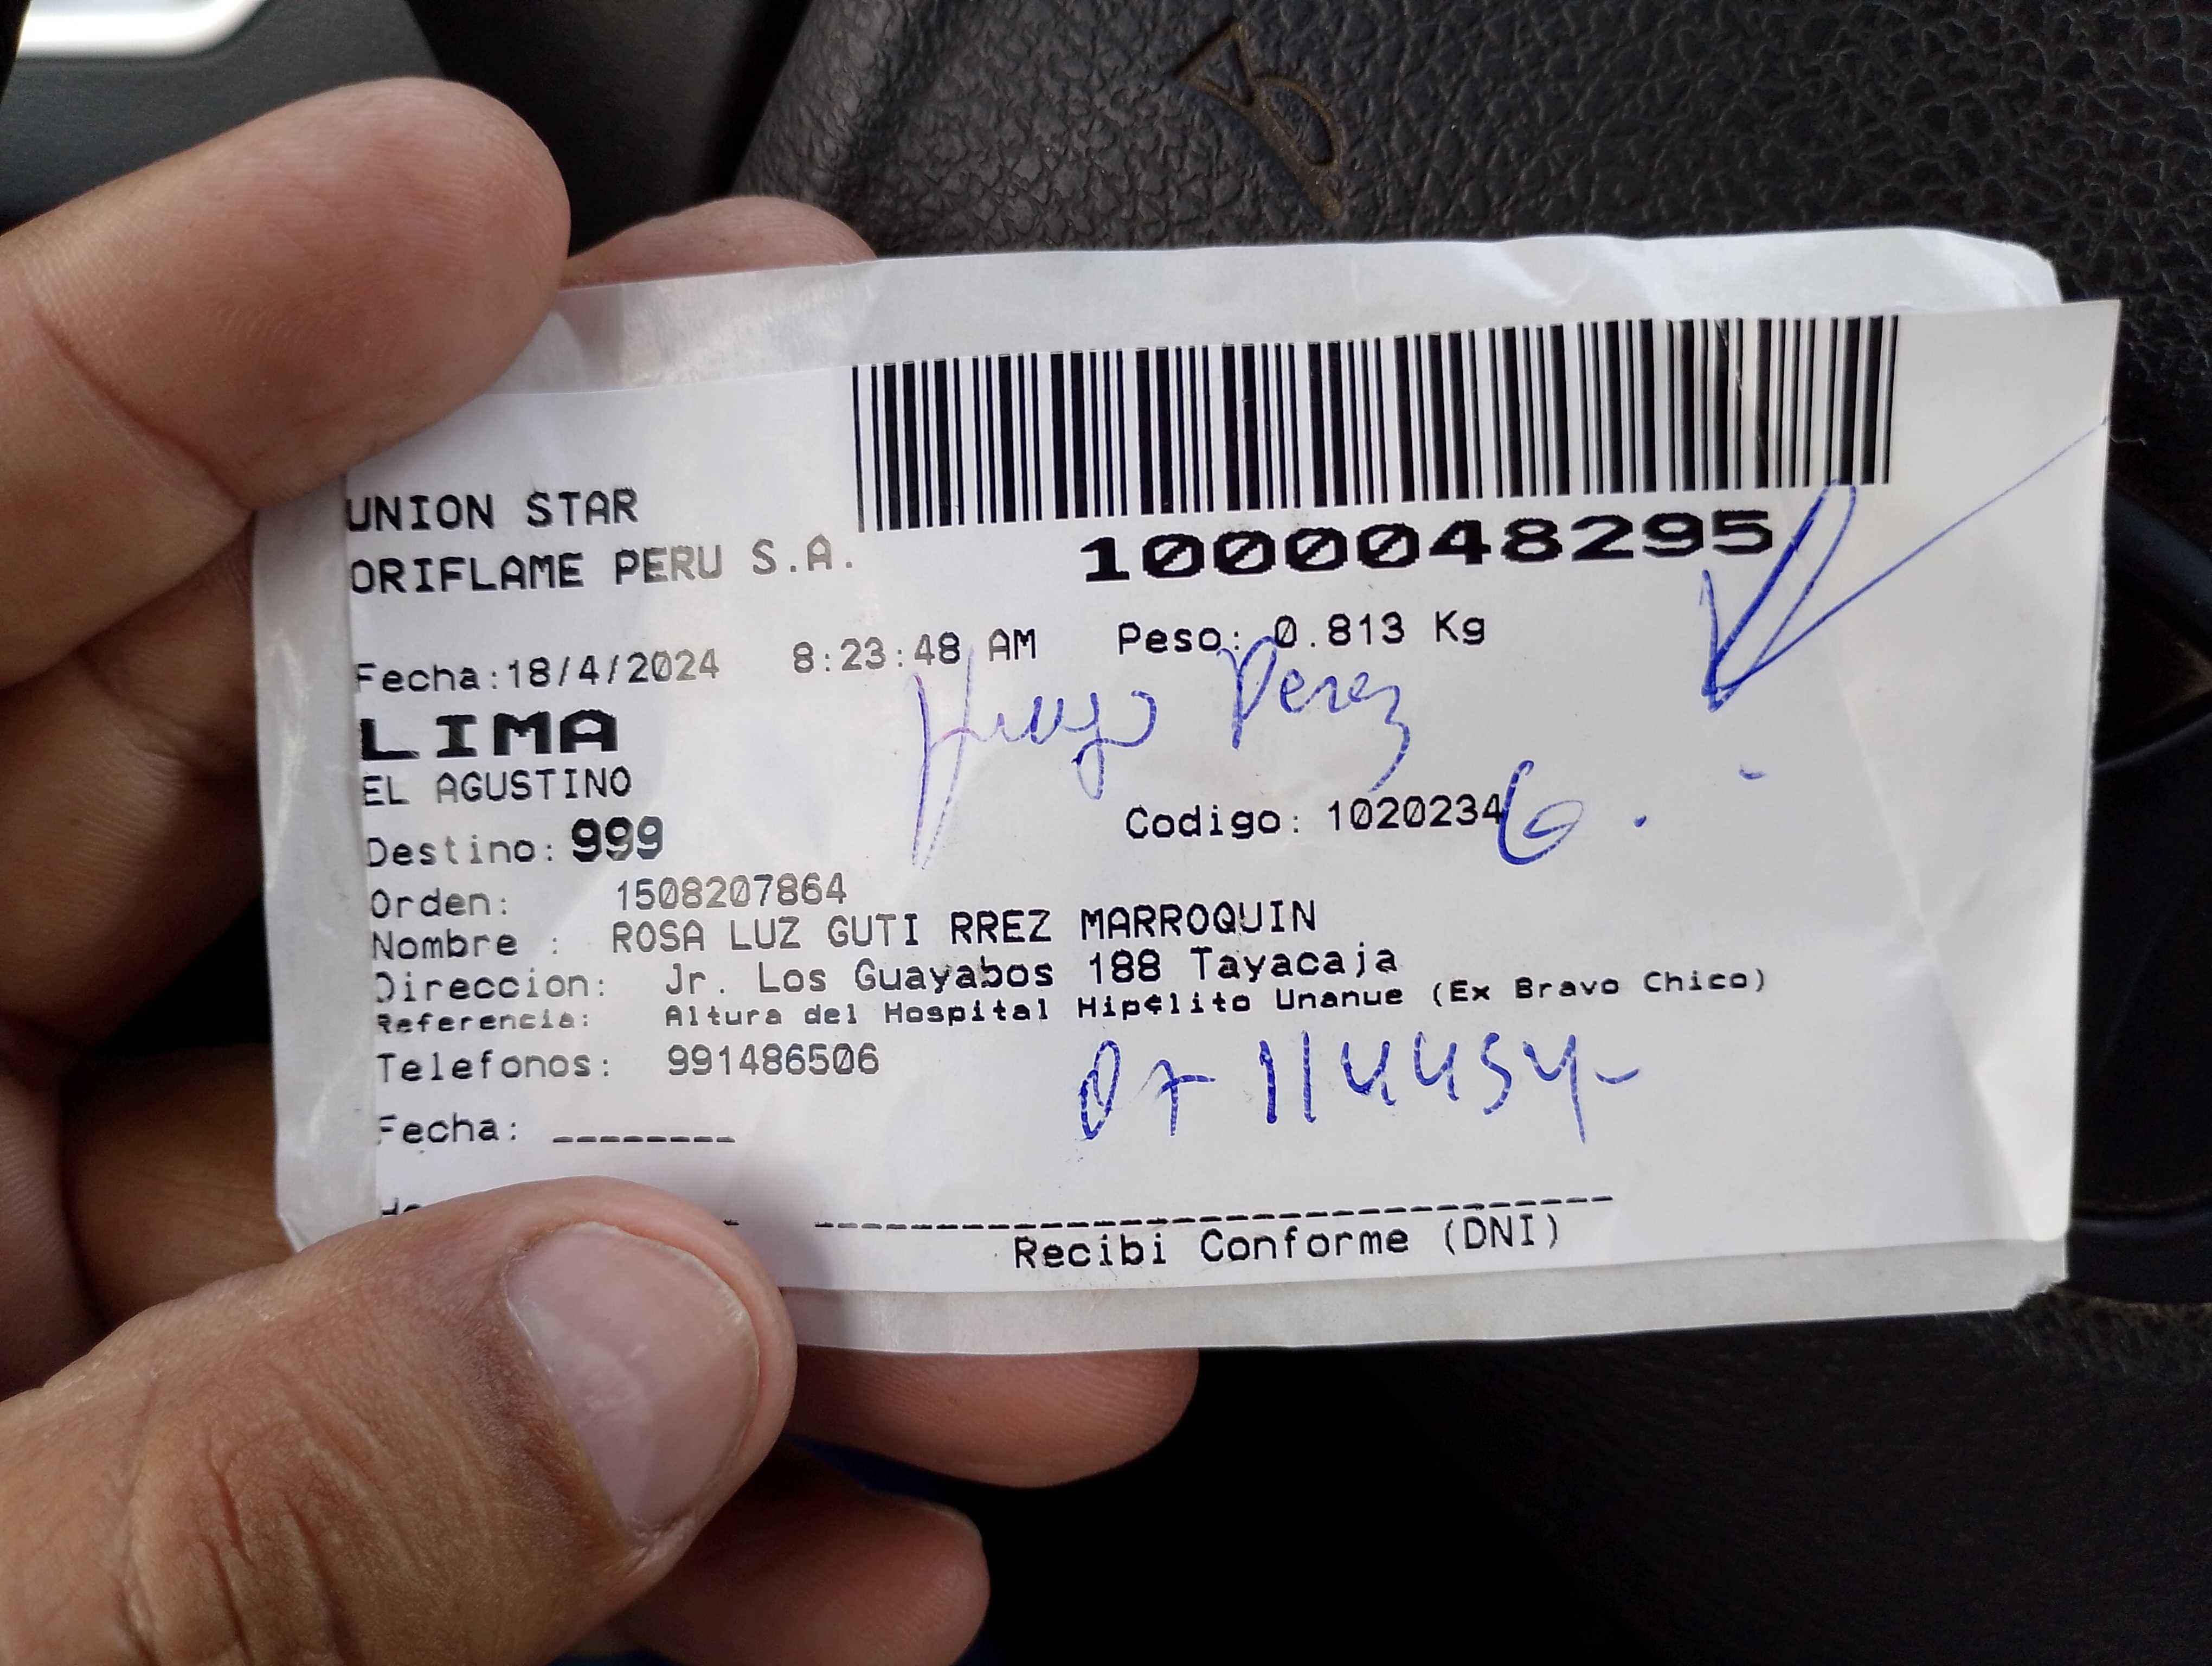 UNION STAR
ORIFLAME PERU S.A.
1000048295
Fecha:18/4/2024 8:23:48 AM Peso: 0.813 Kg
LIMA
Hugo Perez
EL AGUSTINO
Destino: 999
Codigo: 1020234
Orden: 1508207864
Nombre : ROSA LUZ GUTI RREZ MARROQUIN
Direccion: Jr. Los Guayabos 188 Tayacaja
Referencia: Altura del Hospital Hip¢lito Unanue (Ex Bravo Chico)
Telefonos: 991486506
07114454
Fecha: ________
Recibi Conforme (DNI)